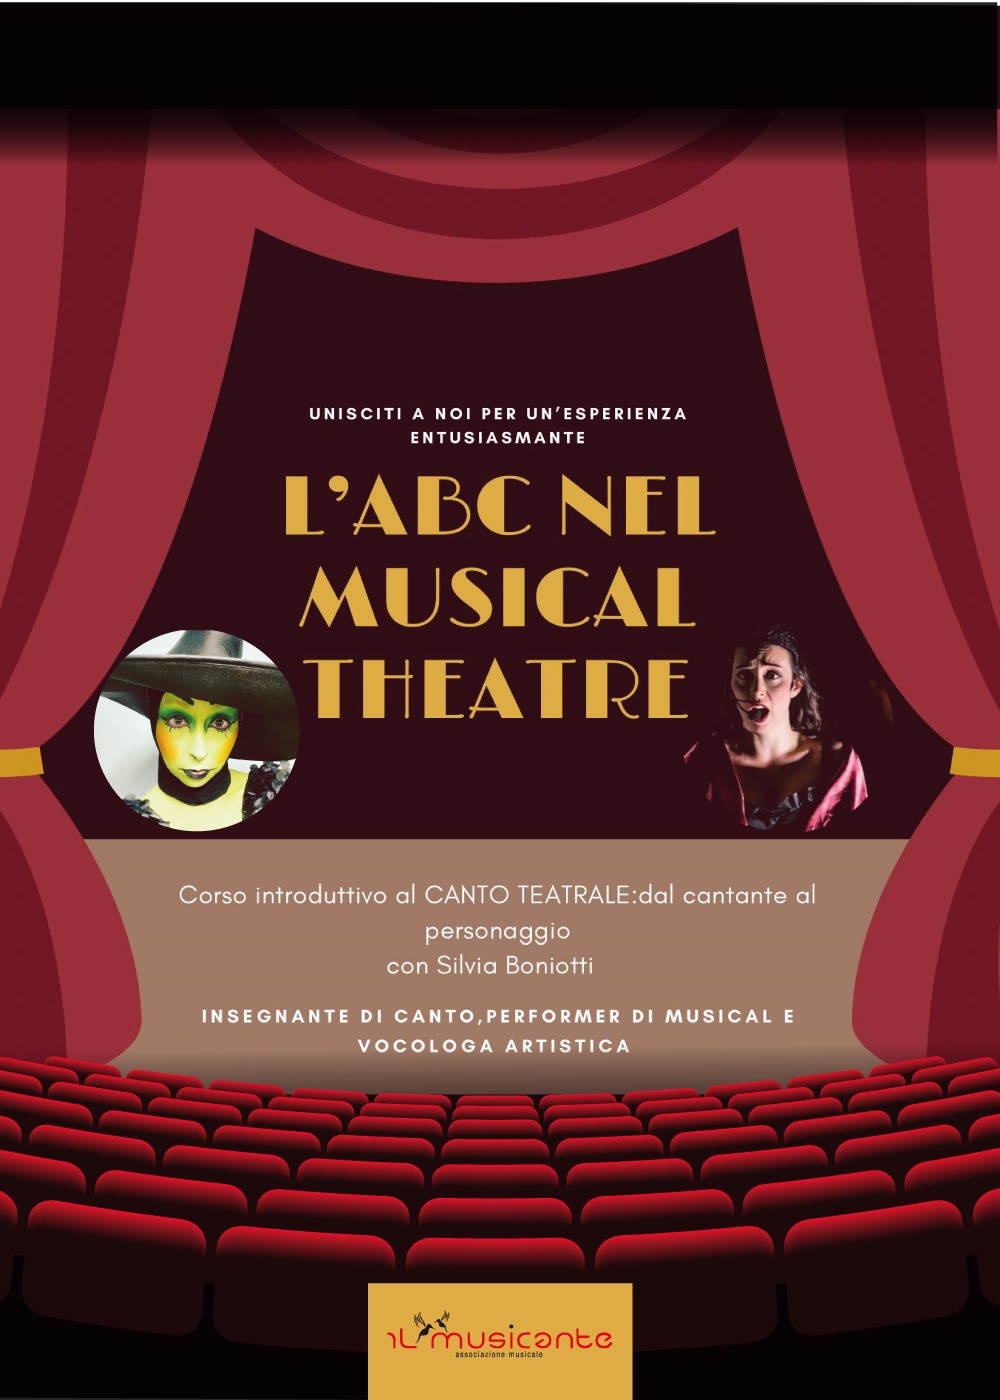 UNISCITI A NOI PER UN'ESPERIENZA
ENTUSIASMANTE
L'ABC NEL
MUSICAL
THEATRE
Corso introduttivo al CANTO TEATRALE:dal cantante al
personaggio
con Silvia Boniotti
INSEGNANTE DI CANTO,PERFORMER DI MUSICAL E
VOCOLOGA ARTISTICA
IL musicante
associazione musicale